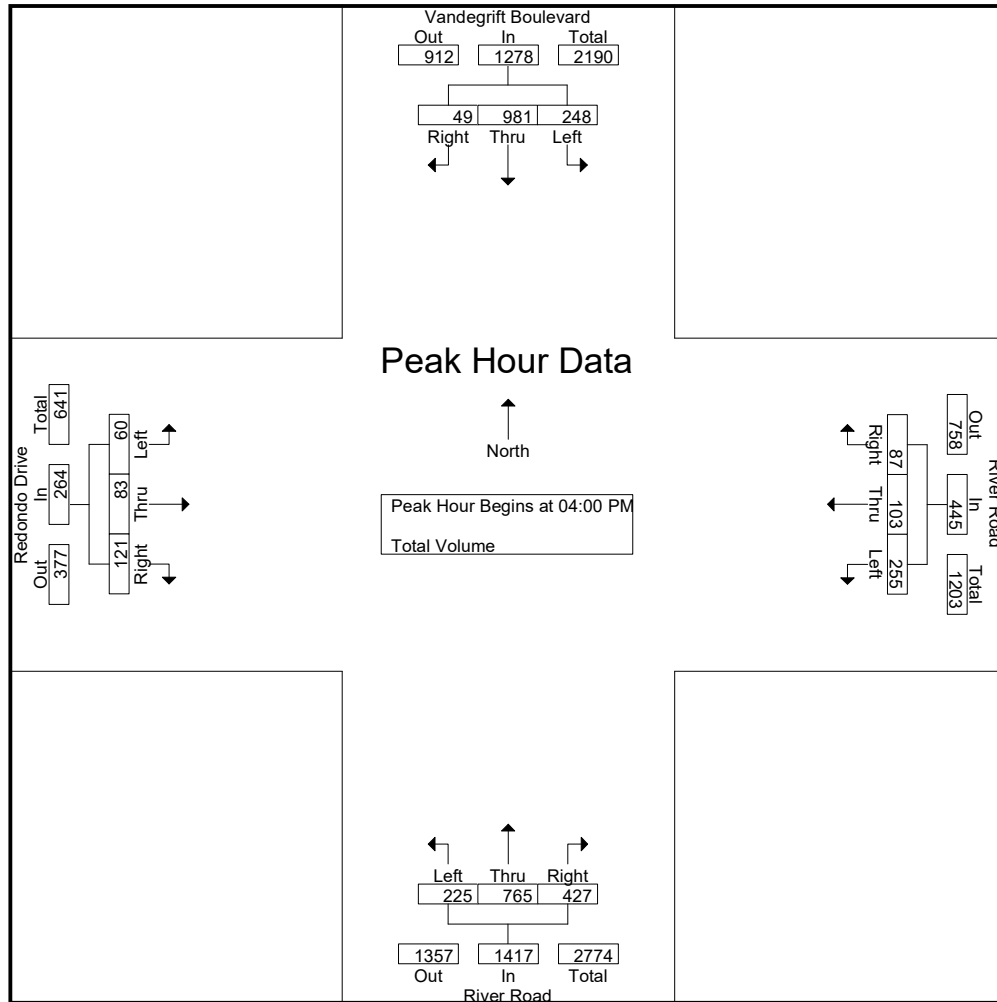 Vandegrift Boulevard
Out In Total
912 1278 2190
49 981 248
Right Thru Left
Peak Hour Data
North
Peak Hour Begins at 04:00 PM
Total Volume
Redondo Drive
Out In Total
377 264 641
Left Thru Right
60 83 121
River Road
Out In Total
758 445 1203
Right Thru Left
87 103 255
Left Thru Right
225 765 427
1357 1417 2774
Out In Total
River Road